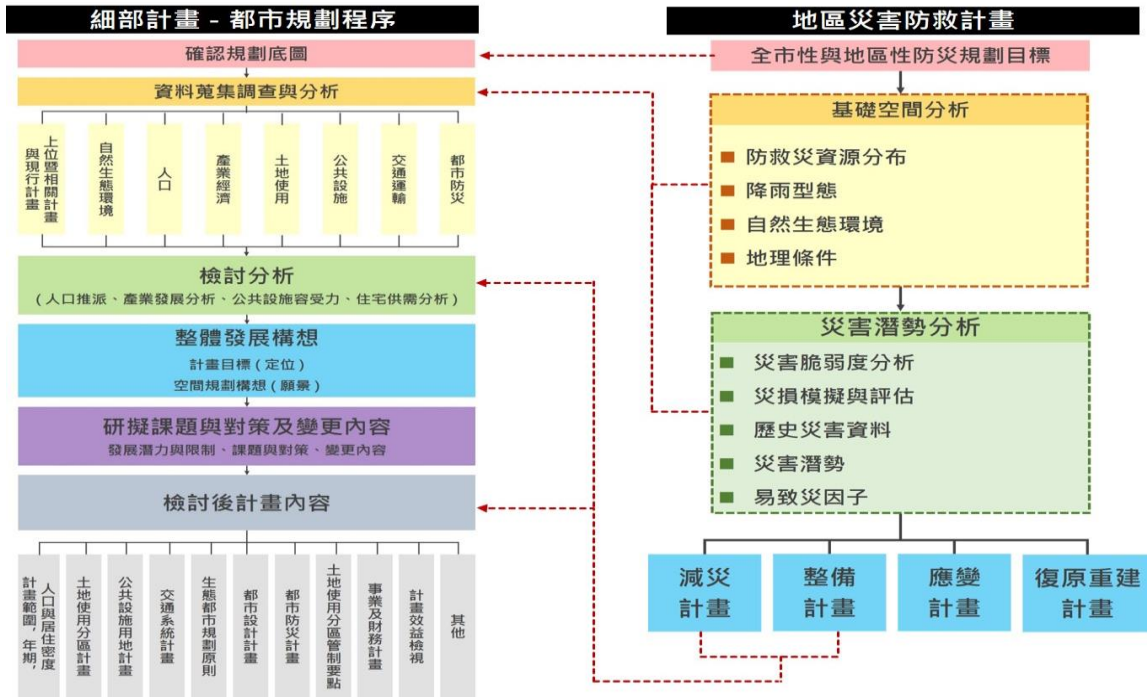 細部計畫 - 都市規劃程序
確認規劃底圖
資料蒐集調查與分析
上位暨相關計畫
與現行計畫
自然生態環境
人口
產業經濟
土地使用
公共設施
交通運輸
都市防災
檢討分析
(人口推派、產業發展分析、公共設施容受力、住宅供需分析)
整體發展構想
計畫目標(定位)
空間規劃構想(願景)
研擬課題與對策及變更內容
發展潛力與限制、課題與對策、變更內容
檢討後計畫內容
計畫範圍,年期,
人口與居住密度
土地使用分區計畫
公共設施用地計畫
交通系統計畫
生態都市規劃原則
都市設計計畫
都市防災計畫
土地使用分區管制要點
事業及財務計畫
計畫效益檢視
其他
地區災害防救計畫
全市性與地區性防災規劃目標
基礎空間分析
防救災資源分布
降雨型態
自然生態環境
地理條件
災害潛勢分析
災害脆弱度分析
災損模擬與評估
歷史災害資料
災害潛勢
易致災因子
減災
計畫
整備
計畫
應變
計畫
復原重建
計畫